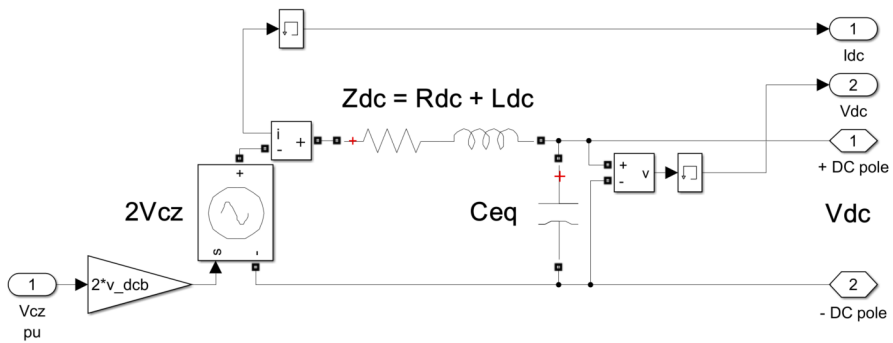 1
Idc
2
Vdc
Zdc = Rdc + Ldc
i
-
+
+
1
+ DC pole
+
-
v
+
2Vcz
Ceq
+
Vdc
s
-
1
Vcz
pu
2*v_dcb
2
- DC pole